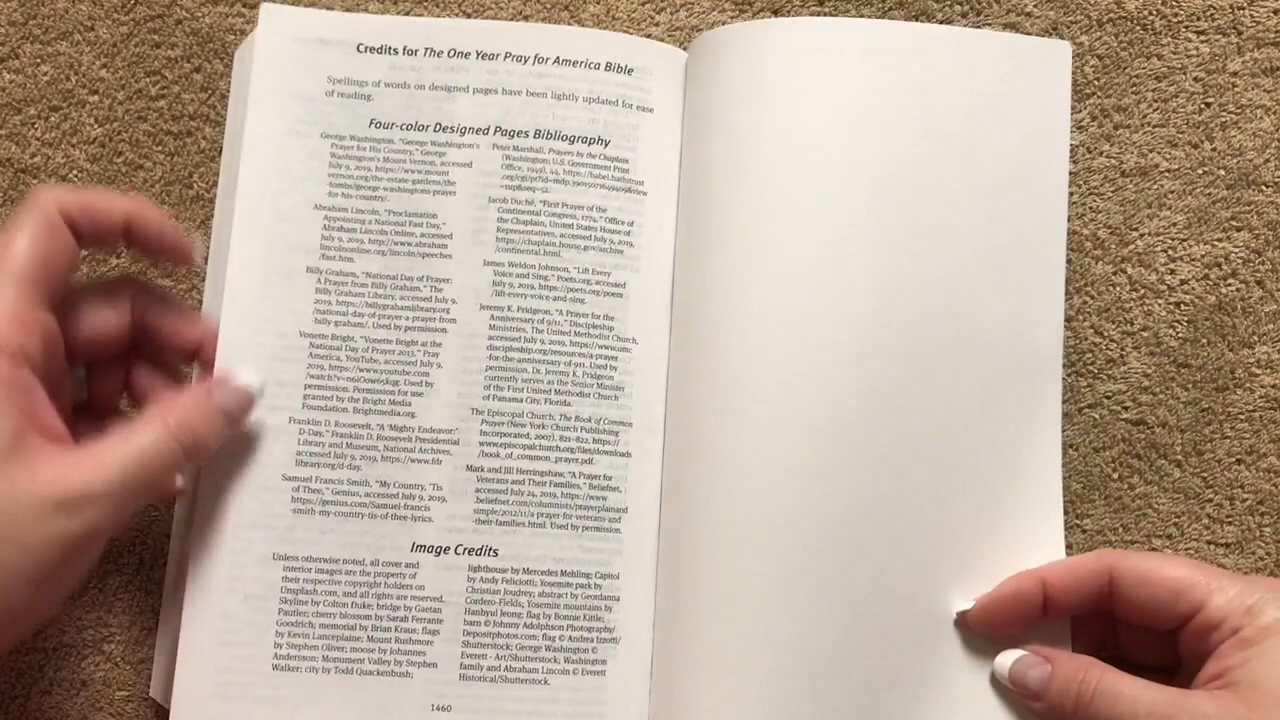 Credits for The One Year Pray for America Bible
Spellings of words on designed pages have been lightly updated for ease
of reading.
Four-color Designed Pages Bibliography
George Washington, "George Washington's
Prayer for His Country," George
Washington's Mount Vernon, accessed
July 9, 2019, https://www.mount
vernon.org/the-estate-gardens/the
-tombs/george-washingtons-prayer
-for-his-country/.
Abraham Lincoln, "Proclamation
Appointing a National Fast Day,"
Abraham Lincoln Online, accessed
July 9, 2019, http://www.abraham
lincolnonline.org/lincoln/speeches
/fast.htm.
Billy Graham, "National Day of Prayer:
A Prayer from Billy Graham," The
Billy Graham Library, accessed July 9,
2019, https://billygrahamlibrary.org
/national-day-of-prayer-a-prayer-from
-billy-graham/. Used by permission.
Vonette Bright, "Vonette Bright at the
National Day of Prayer 2013," Pray
America, YouTube, accessed July 9,
2019, https://www.youtube.com
Used by
permission. Permission for use
granted by the Bright Media
Foundation. Brightmedia.org.
Franklin D. Roosevelt, "A 'Mighty Endeavor:'
D-Day," Franklin D. Roosevelt Presidential
Library and Museum, National Archives,
accessed July 9, 2019, https://www.fdr
library.org/d-day.
Samuel Francis Smith, "My Country, 'Tis
of Thee," Genius, accessed July 9, 2019,
https://genius.com/Samuel-francis
-smith-my-country-tis-of-thee-lyrics.
Peter Marshall, Prayers by the Chaplain
(Washington: U.S. Government Print
Office, 1949), 44, https://babel.hathitrust
=1up&seq=52.
Jacob Duché, "First Prayer of the
Continental Congress, 1774," Office of
the Chaplain, United States House of
Representatives, accessed July 9, 2019,
https://chaplain.house.gov/archive
/continental.html.
James Weldon Johnson, "Lift Every
Voice and Sing," Poets.org, accessed
July 9, 2019, https://poets.org/poem
/lift-every-voice-and-sing.
Jeremy K. Pridgeon, "A Prayer for the
Anniversary of 9/11," Discipleship
Ministries, The United Methodist Church,
accessed July 9, 2019, https://www.umc
discipleship.org/resources/a-prayer
-for-the-anniversary-of-911. Used by
permission. Dr. Jeremy K. Pridgeon
currently serves as the Senior Minister
of the First United Methodist Church
of Panama City, Florida.
The Episcopal Church, The Book of Common
Prayer (New York: Church Publishing
Incorporated, 2007), 821–822, https://
www.episcopalchurch.org/files/downloads
/book_of_common_prayer.pdf.
Mark and Jill Herringshaw, "A Prayer for
Veterans and Their Families," Beliefnet,
accessed July 24, 2019, https://www
.beliefnet.com/columnists/prayerplainand
simple/2012/11/a-prayer-for-veterans-and
-their-families.html. Used by permission.
Image Credits
Unless otherwise noted, all cover and
interior images are the property of
their respective copyright holders on
Unsplash.com, and all rights are reserved.
Skyline by Colton Duke; bridge by Gaetan
Pautler; cherry blossom by Sarah Ferrante
Goodrich; memorial by Brian Kraus; flags
by Kevin Lanceplaine; Mount Rushmore
by Stephen Oliver; moose by Johannes
Andersson; Monument Valley by Stephen
Walker; city by Todd Quackenbush;
lighthouse by Mercedes Mehling; Capitol
by Andy Feliciotti; Yosemite park by
Christian Joudrey; abstract by Geordanna
Cordero-Fields; Yosemite mountains by
Hanbyul Jeong; flag by Bonnie Kittle;
barn © Johnny Adolphson Photography/
Depositphotos.com; flag © Andrea Izzotti/
Shutterstock; George Washington ©
Everett - Art/Shutterstock; Washington
family and Abraham Lincoln © Everett
Historical/Shutterstock.
1460